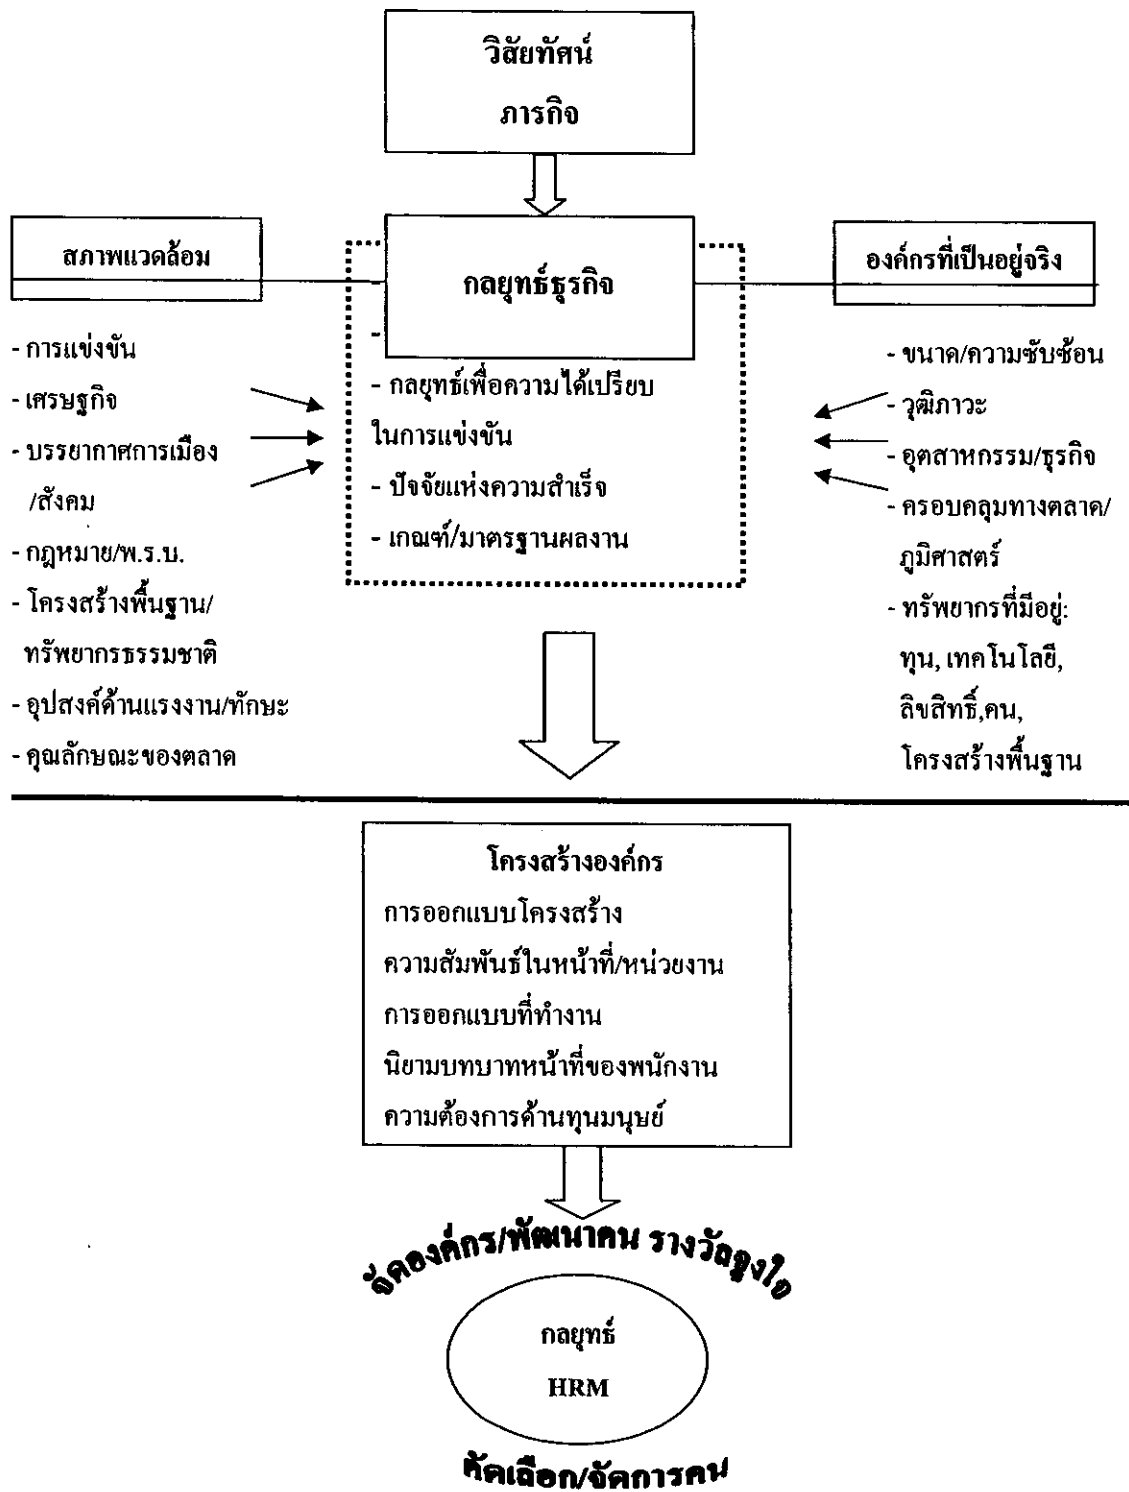 วิสัยทัศน์
ภารกิจ
สภาพแวดล้อม
กลยุทธ์ธุรกิจ
องค์กรที่เป็นอยู่จริง
- การแข่งขัน
- เศรษฐกิจ
- บรรยากาศการเมือง
/สังคม
- กฎหมาย/พ.ร.บ.
- โครงสร้างพื้นฐาน/
ทรัพยากรธรรมชาติ
- อุปสงค์ด้านแรงงาน/ทักษะ
- คุณลักษณะของตลาด
-
-
- กลยุทธ์เพื่อความได้เปรียบ
ในการแข่งขัน
- ปัจจัยแห่งความสำเร็จ
- เกณฑ์/มาตรฐานผลงาน
- ขนาด/ความซับซ้อน
- วุฒิภาวะ
- อุตสาหกรรม/ธุรกิจ
- ครอบคลุมทางตลาด/
ภูมิศาสตร์
- ทรัพยากรที่มีอยู่:
ทุน, เทคโนโลยี,
ลิขสิทธิ์,คน,
โครงสร้างพื้นฐาน
โครงสร้างองค์กร
การออกแบบโครงสร้าง
ความสัมพันธ์ในหน้าที่/หน่วยงาน
การออกแบบที่ทำงาน
นิยามบทบาทหน้าที่ของพนักงาน
ความต้องการด้านทุนมนุษย์
จัดองค์กร/พัฒนาคน รางวัลจูงใจ
กลยุทธ์
HRM
คัดเลือก/จัดการคน